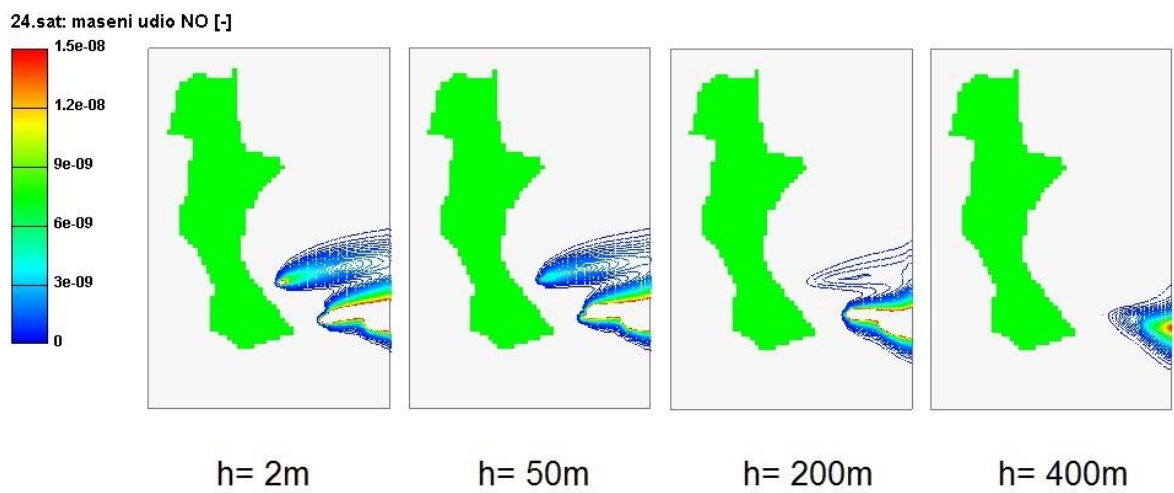 24.sat: maseni udio NO [-]
1.5e-08
1.2e-08
9e-09
6e-09
3e-09
0
h= 2m
h= 50m
h= 200m
h= 400m